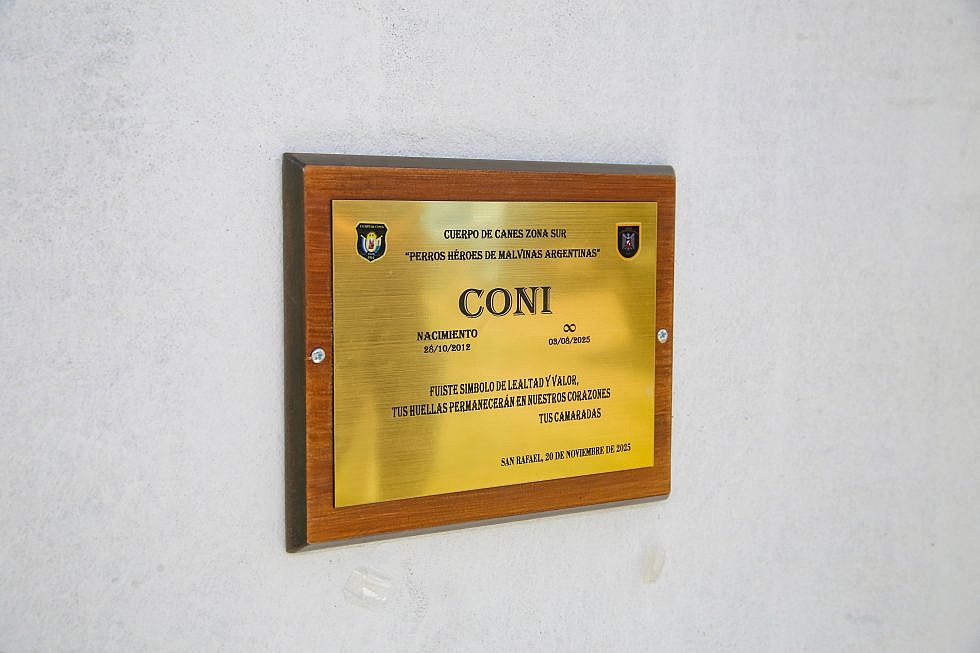 CUERPO DE CANES ZONA SUR
"PERROS HÉROES DE MALVINAS ARGENTINAS"
CONI
NACIMIENTO
28/10/2012
∞
03/08/2025
FUISTE SIMBOLO DE LEALTAD Y VALOR,
TUS HUELLAS PERMANECERÁN EN NUESTROS CORAZONES
TUS CAMARADAS
SAN RAFAEL, 20 DE NOVIEMBRE DE 2025